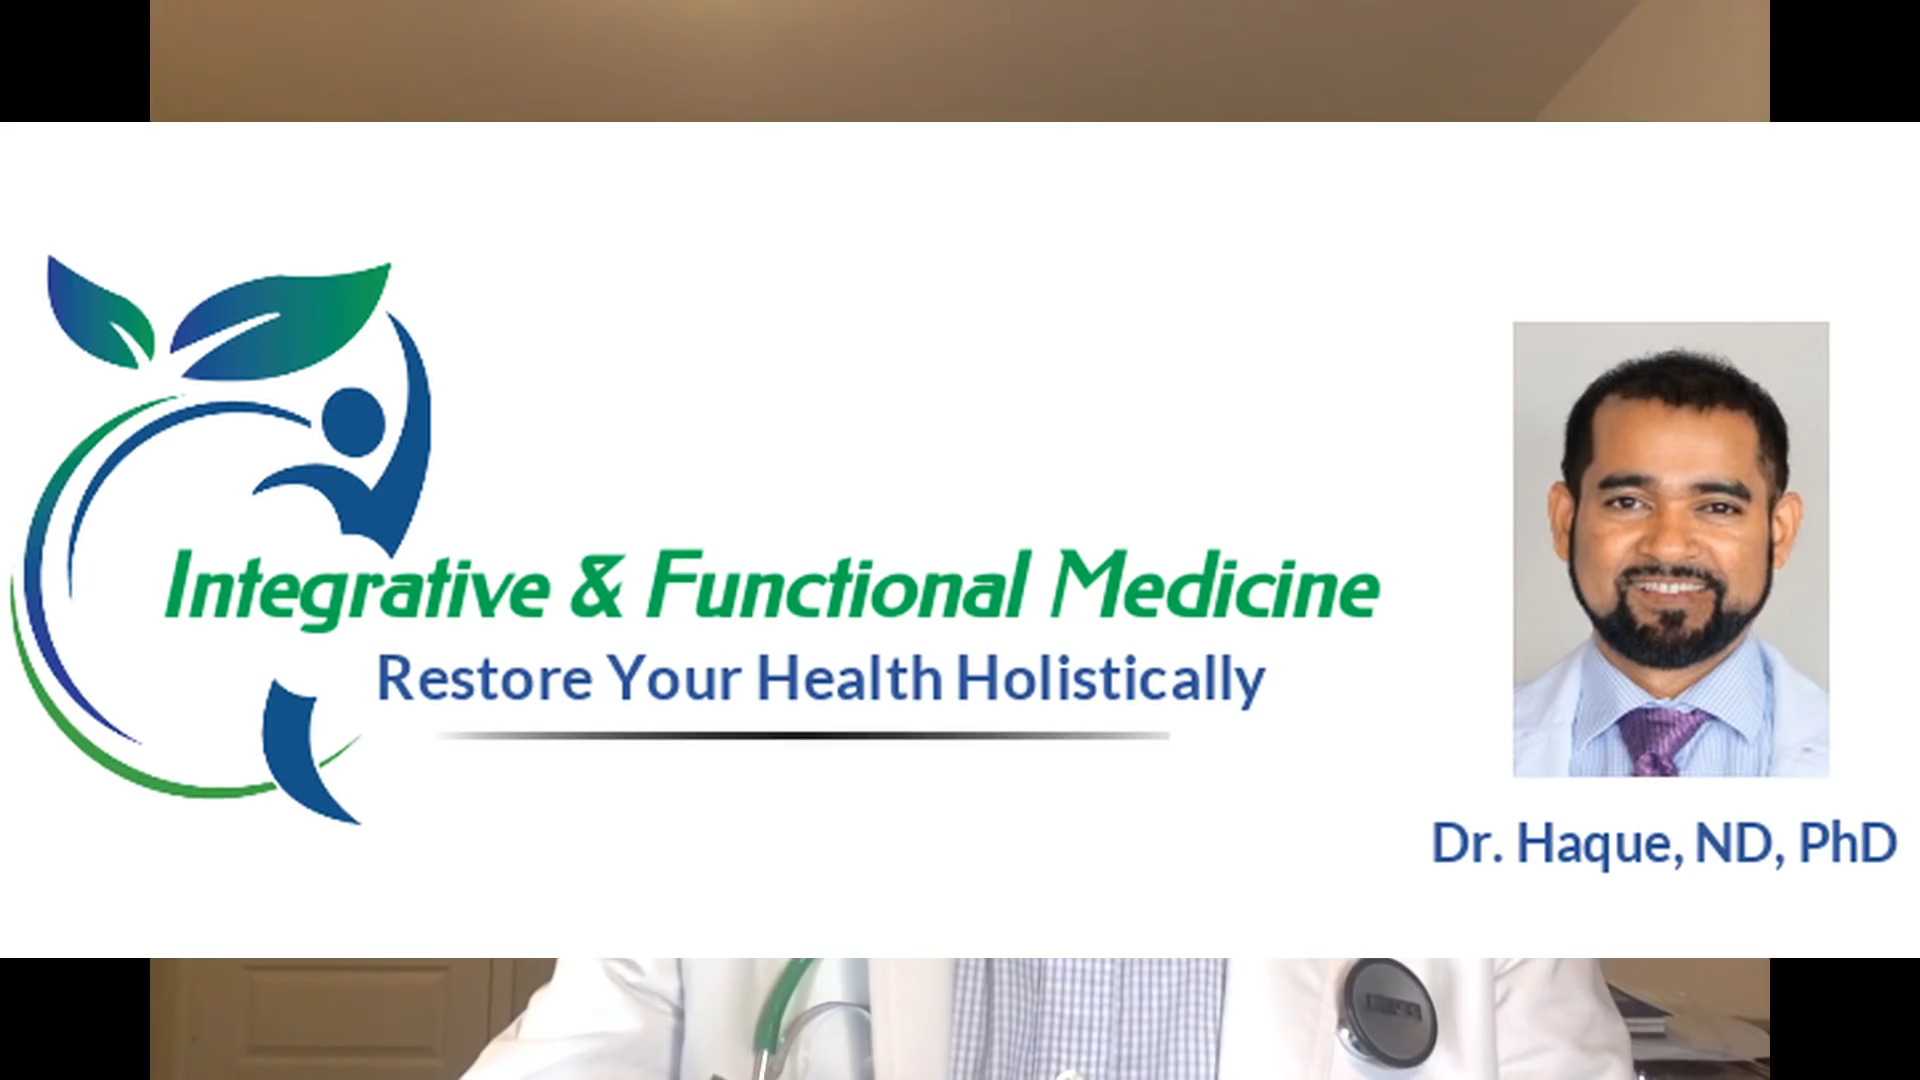 Integrative & Functional Medicine
Restore Your Health Holistically
Dr. Haque, ND, PhD